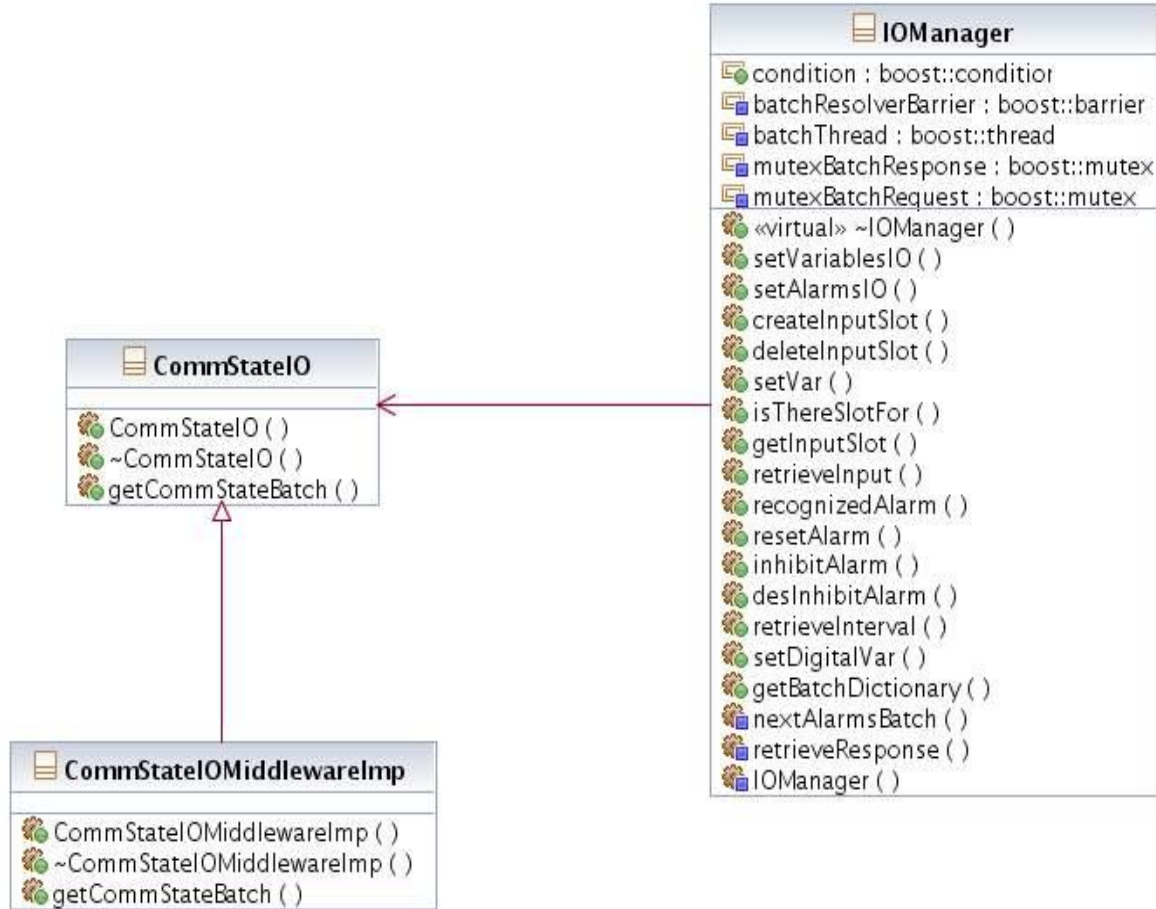 IOManager
condition : boost::condition
batchResolverBarrier : boost::barrier
batchThread : boost::thread
mutexBatchResponse : boost::mutex
mutexBatchRequest : boost::mutex
«virtual» ~IOManager ( )
setVariablesIO ( )
setAlarmsIO ( )
createInputSlot ( )
deleteInputSlot ( )
setVar ( )
isThereSlotFor ( )
getInputSlot ( )
retrieveInput ( )
recognizedAlarm ( )
resetAlarm ( )
inhibitAlarm ( )
desInhibitAlarm ( )
retrieveInterval ( )
setDigitalVar ( )
getBatchDictionary ( )
nextAlarmsBatch ( )
retrieveResponse ( )
IOManager ( )
CommStateIO
CommStateIO ( )
~CommStateIO ( )
getCommStateBatch ( )
CommStateIOMiddlewareImp
CommStateIOMiddlewareImp ( )
~CommStateIOMiddlewareImp ( )
getCommStateBatch ( )